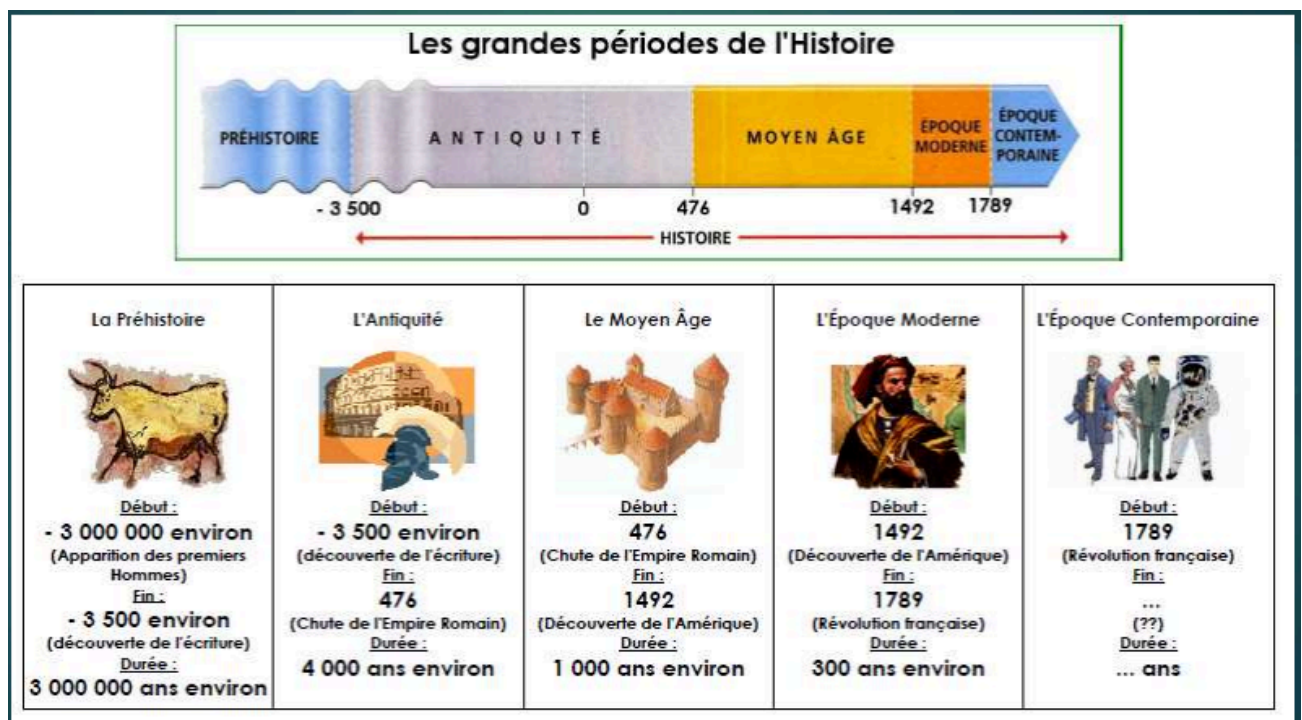 Les grandes périodes de l'Histoire
PRÉHISTOIRE
ANTIQUITÉ
MOYEN ÂGE
ÉPOQUE
MODERNE
ÉPOQUE
CONTEM-
PORAINE
- 3 500
0
476
1492
1789
HISTOIRE
La Préhistoire
Début :
- 3 000 000 environ
(Apparition des premiers
Hommes)
Fin :
- 3 500 environ
(découverte de l'écriture)
Durée :
3 000 000 ans environ
L'Antiquité
Début :
- 3 500 environ
(découverte de l'écriture)
Fin :
476
(Chute de l'Empire Romain)
Durée :
4 000 ans environ
Le Moyen Âge
Début :
476
(Chute de l'Empire Romain)
Fin :
1492
(Découverte de l'Amérique)
Durée :
1 000 ans environ
L'Époque Moderne
Début :
1492
(Découverte de l'Amérique)
Fin :
1789
(Révolution française)
Durée :
300 ans environ
L'Époque Contemporaine
Début :
1789
(Révolution française)
Fin :
...
(??)
Durée :
... ans